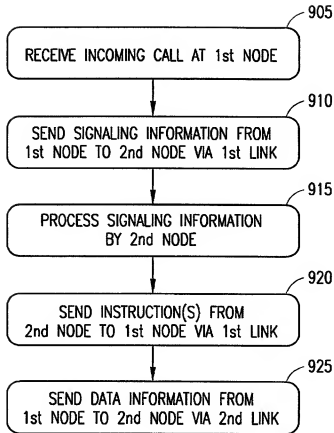 905
RECEIVE INCOMING CALL AT 1st NODE
910
SEND SIGNALING INFORMATION FROM
1st NODE TO 2nd NODE VIA 1st LINK
915
PROCESS SIGNALING INFORMATION
BY 2nd NODE
920
SEND INSTRUCTION(S) FROM
2nd NODE TO 1st NODE VIA 1st LINK
925
SEND DATA INFORMATION FROM
1st NODE TO 2nd NODE VIA 2nd LINK